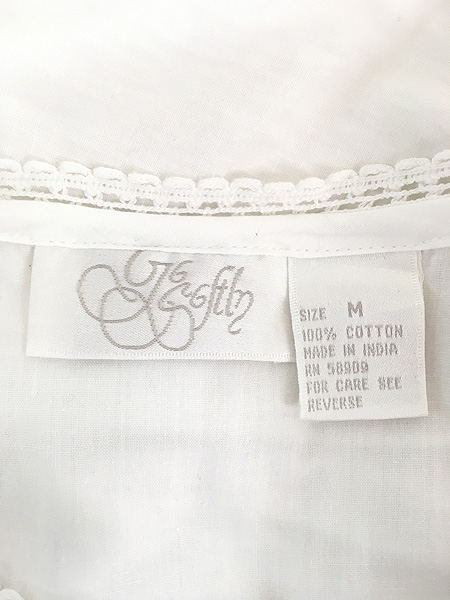 SIZE M
100% COTTON
MADE IN INDIA
RN 58909
FOR CARE SEE
REVERSE